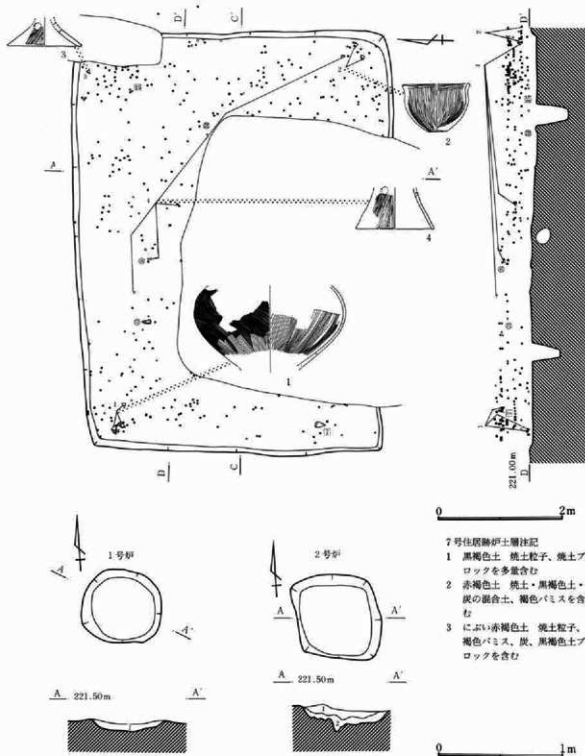 D'
C'
D'
3
2
A
A'
2
4
1
D
C
D
221.00m
0 2m
7号住居跡炉土層注記
1 黒褐色土 焼土粒子、焼土ブ
ロックを多量含む
2 赤褐色土 焼土・黒褐色土・
炭の混合土、褐色パミスを含
む
3 にぶい赤褐色土 焼土粒子、
褐色パミス、炭、黒褐色土ブ
ロックを含む
1号炉
2号炉
A
A'
A
A'
A 221.50m A'
A 221.50m A'
1
1
2
0 1m